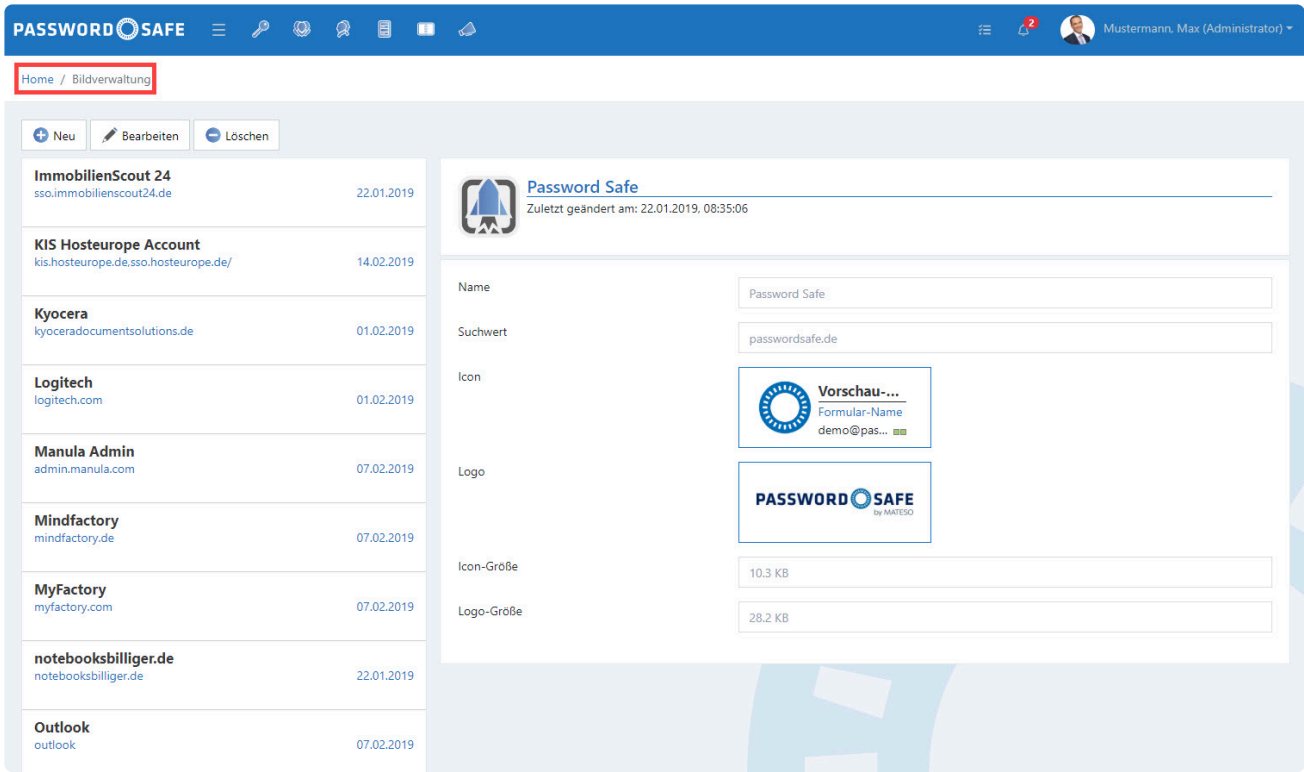 PASSWORD SAFE
2
Mustermann, Max (Administrator)
Home / Bildverwaltung
Neu
Bearbeiten
Löschen
ImmobilienScout 24
sso.immobilienscout24.de 22.01.2019
KIS Hosteurope Account
kis.hosteurope.de,sso.hosteurope.de/ 14.02.2019
Kyocera
kyoceradocumentsolutions.de 01.02.2019
Logitech
logitech.com 01.02.2019
Manula Admin
admin.manula.com 07.02.2019
Mindfactory
mindfactory.de 07.02.2019
MyFactory
myfactory.com 07.02.2019
notebooksbilliger.de
notebooksbilliger.de 22.01.2019
Outlook
outlook 07.02.2019
Password Safe
Zuletzt geändert am: 22.01.2019, 08:35:06
Name Password Safe
Suchwert passwordsafe.de
Icon
Vorschau-...
Formular-Name
demo@pas...
Logo
PASSWORD SAFE
by MATESO
Icon-Größe 10.3 KB
Logo-Größe 28.2 KB